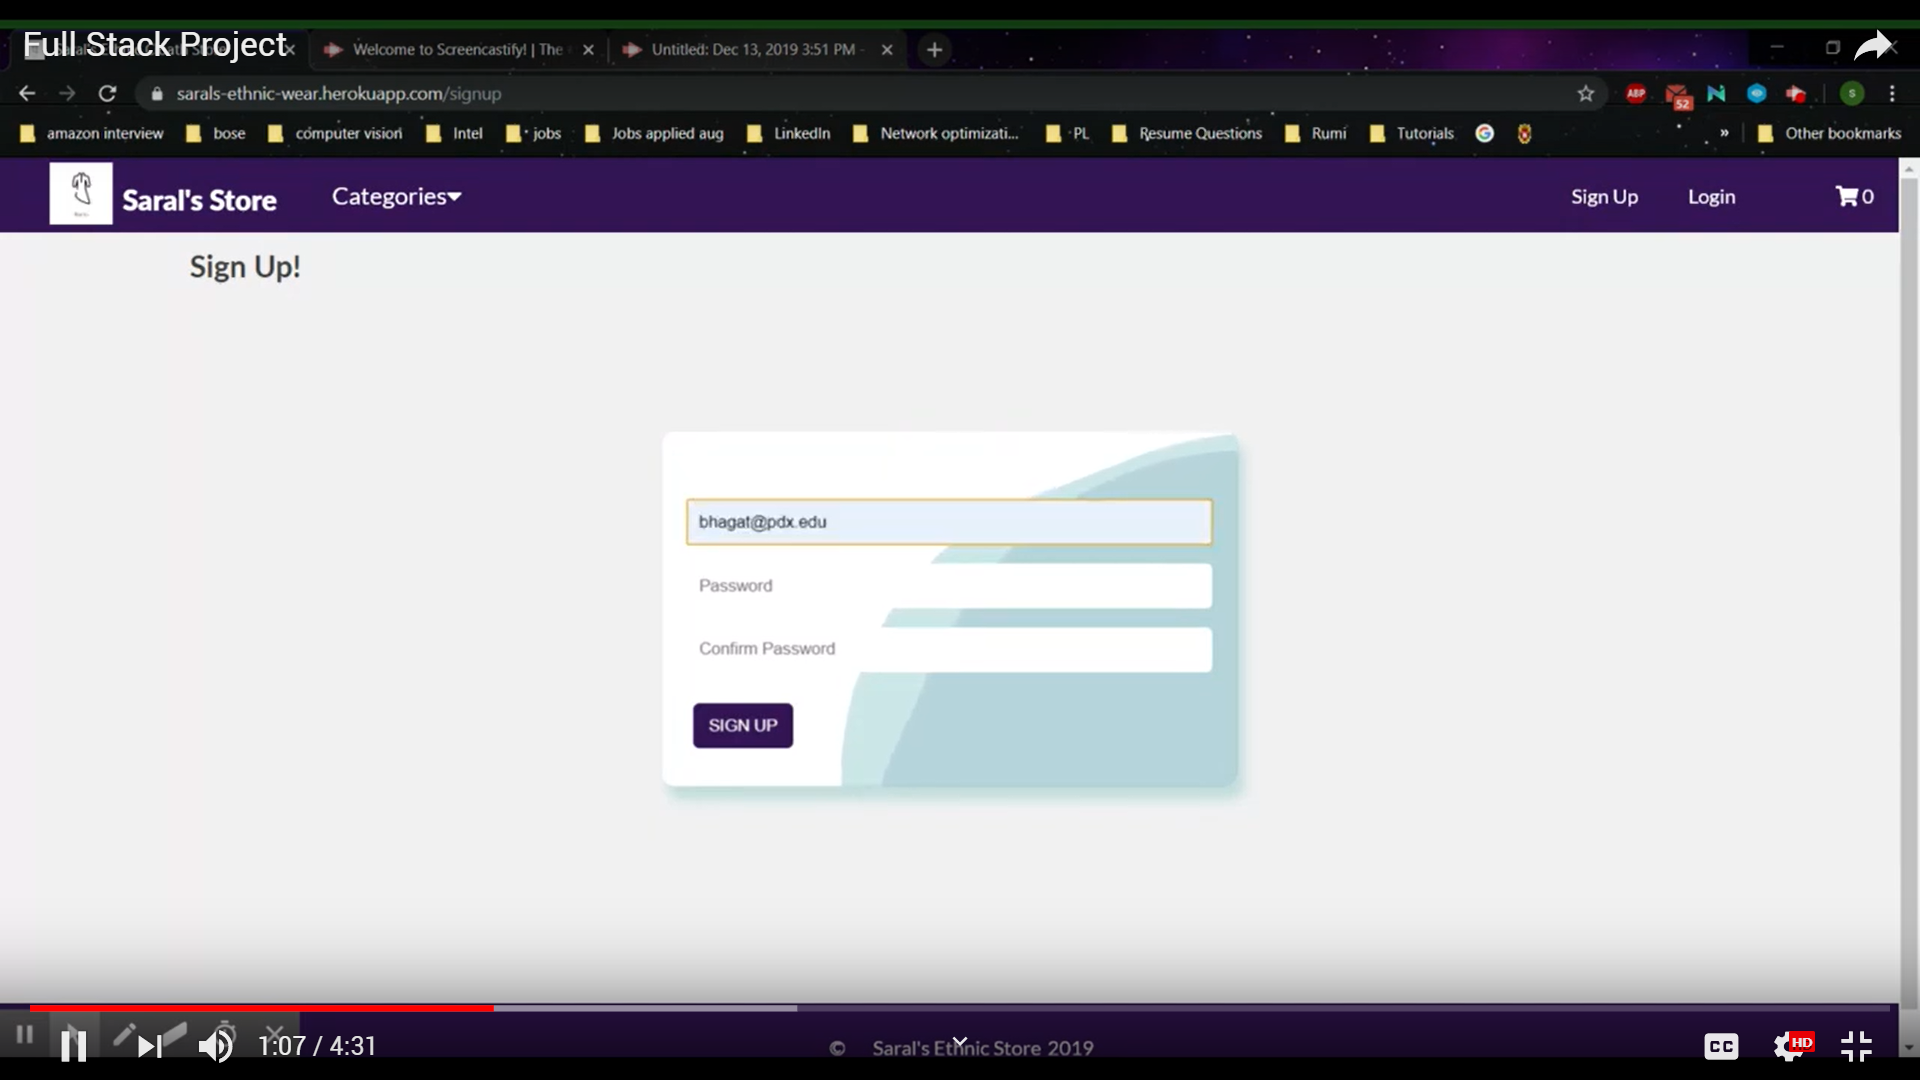 Full Stack Project
Welcome to Screencastify! | The
Untitled: Dec 13, 2019 3:51 PM -
sarals-ethnic-wear.herokuapp.com/signup
ABP
52
S
amazon interview
bose
computer vision
Intel
jobs
Jobs applied aug
LinkedIn
Network optimizati...
PL
Resume Questions
Rumi
Tutorials
»
Other bookmarks
Saral's Store
Categories
Sign Up
Login
0
Sign Up!
bhagat@pdx.edu
Password
Confirm Password
SIGN UP
1:07 / 4:31
© Saral's Ethnic Store 2019
CC
HD